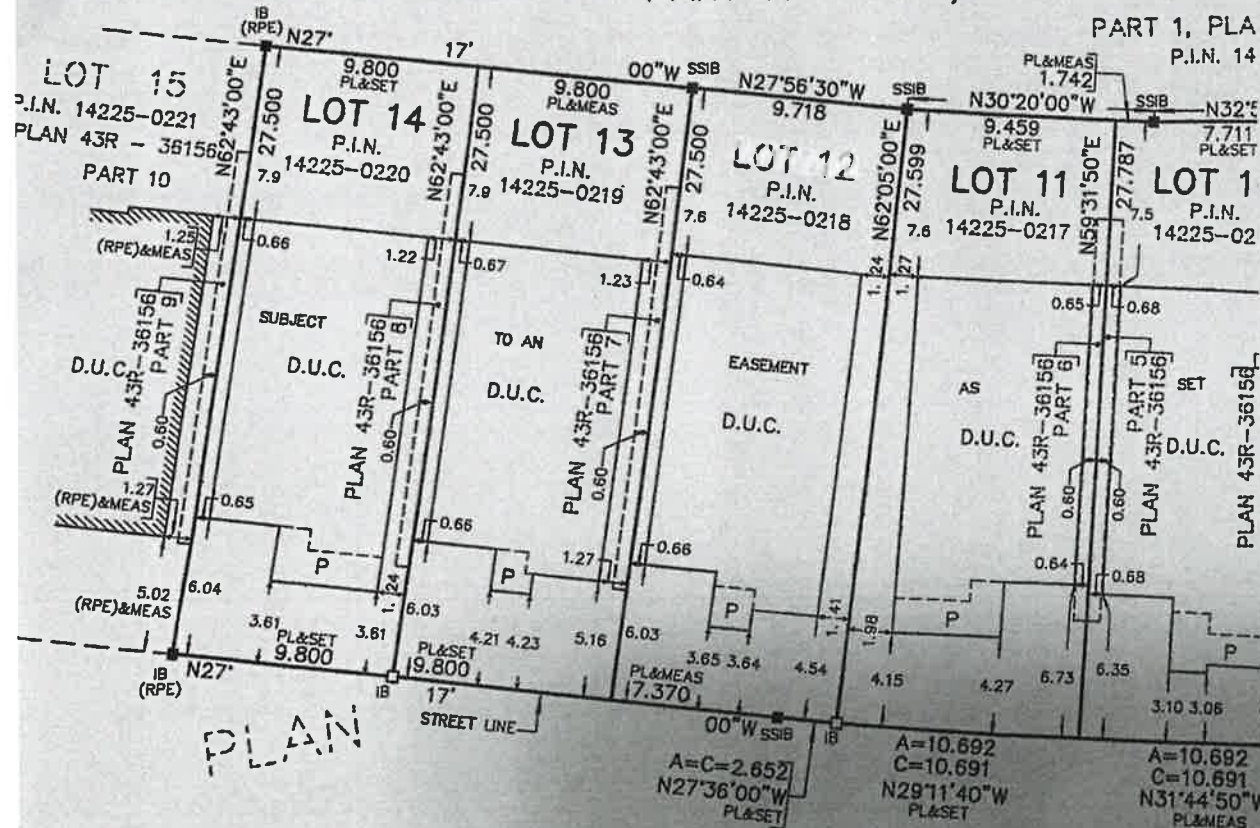 PART 1, PLA
P.I.N. 14
IB
(RPE)
N27°
17'
00"W
SSIB
N27°56'30"W
9.718
SSIB
PL&MEAS
1.742
N30°20'00"W
SSIB
LOT 15
P.I.N. 14225-0221
PLAN 43R - 36156
PART 10
N62°43'00"E
27.500
7.9
9.800
PL&SET
LOT 14
P.I.N.
14225-0220
N62°43'00"E
27.500
7.9
9.800
PL&MEAS
LOT 13
P.I.N.
14225-0219
N62°43'00"E
27.500
7.6
LOT 12
P.I.N.
14225-0218
N62°05'00"E
27.599
7.6
9.459
PL&SET
LOT 11
P.I.N.
14225-0217
N59°31'50"E
27.787
7.5
7.711
PL&SET
LOT 1
P.I.N.
14225-02
1.25
(RPE)&MEAS
0.66
1.22
0.67
1.23
0.64
1.24
1.27
0.65
0.68
SUBJECT
TO AN
EASEMENT
AS
SET
D.U.C.
D.U.C.
D.U.C.
D.U.C.
D.U.C.
D.U.C.
PLAN 43R-36156
PART 9
0.60
PLAN 43R-36156
PART 8
0.60
PLAN 43R-36156
PART 7
0.60
PLAN 43R-36156
PART 6
0.60
PART 5
PLAN 43R-36156
0.60
PLAN 43R-36156
1.27
(RPE)&MEAS
0.65
0.66
1.27
0.66
0.64
0.68
P
P
P
P
P
5.02
(RPE)&MEAS
6.04
3.61
3.61
1.24
6.03
4.21
4.23
5.16
6.03
3.65
3.64
4.54
1.41
1.98
4.15
4.27
6.73
6.35
3.10
3.06
PL&SET
9.800
PL&SET
9.800
PL&MEAS
7.370
IB
(RPE)
N27°
IB
17'
STREET LINE
00"W
SSIB
IB
PLAN
A=C=2.652
N27°36'00"W
PL&SET
A=10.692
C=10.691
N29°11'40"W
PL&SET
A=10.692
C=10.691
N31°44'50"W
PL&MEAS